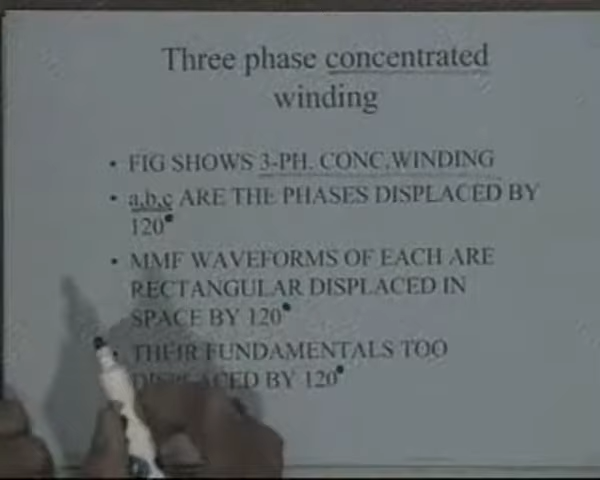 Three phase concentrated
winding
• FIG SHOWS 3-PH. CONC.WINDING
• a,b,c ARE THE PHASES DISPLACED BY
120°
• MMF WAVEFORMS OF EACH ARE
RECTANGULAR DISPLACED IN
SPACE BY 120°
• THEIR FUNDAMENTALS TOO
DISPLACED BY 120°